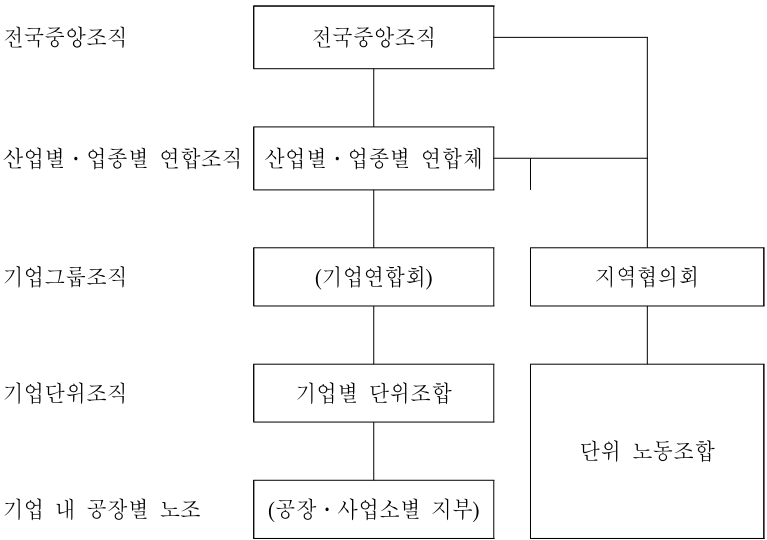 전국중앙조직 전국중앙조직
산업별·업종별 연합조직 산업별·업종별 연합체
기업그룹조직 (기업연합회) 지역협의회
기업단위조직 기업별 단위조합
단위 노동조합
기업 내 공장별 노조 (공장·사업소별 지부)